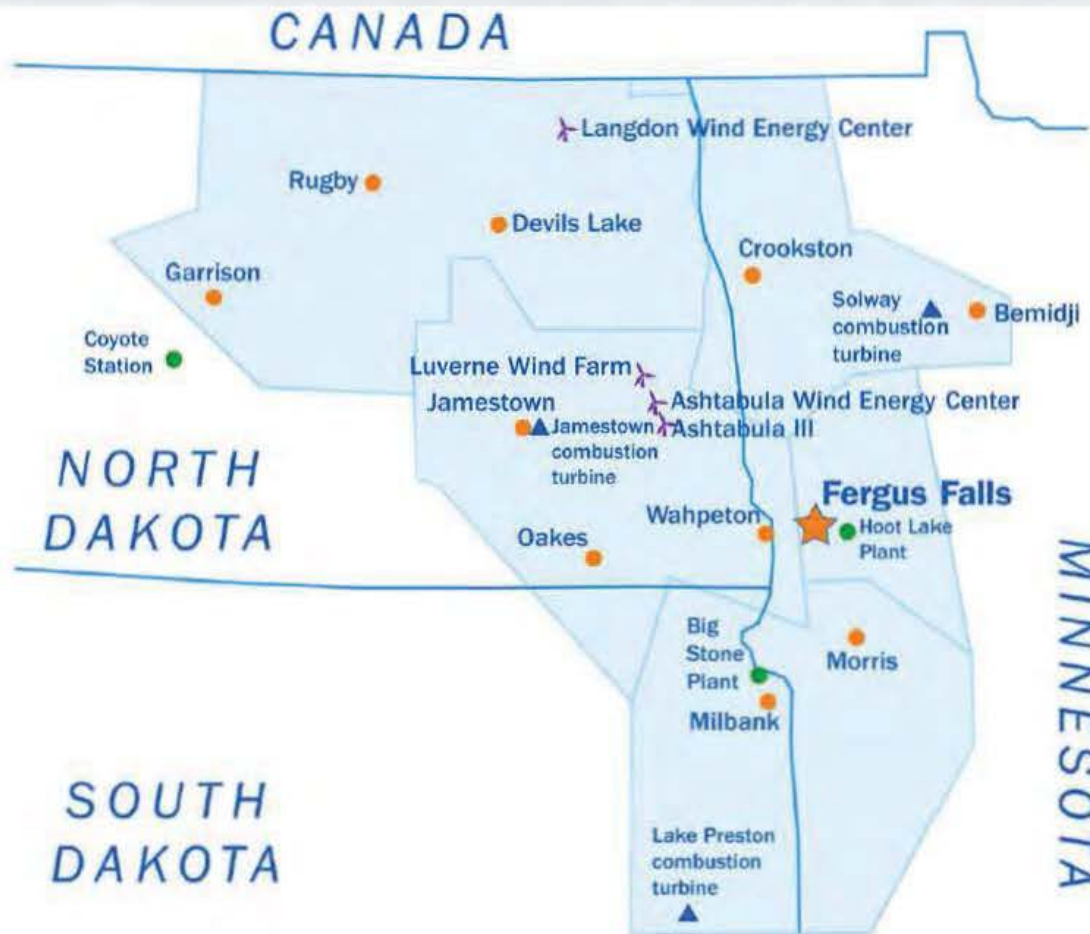 CANADA
Langdon Wind Energy Center
Rugby
Devils Lake
Crookston
Garrison
Solway
combustion
turbine
Bemidji
Coyote
Station
Luverne Wind Farm
Ashtabula Wind Energy Center
Jamestown
Jamestown
combustion
turbine
Ashtabula III
NORTH
DAKOTA
Fergus Falls
Wahpeton
Hoot Lake
Plant
Oakes
MINNESOTA
Big
Stone
Plant
Morris
Milbank
SOUTH
DAKOTA
Lake Preston
combustion
turbine